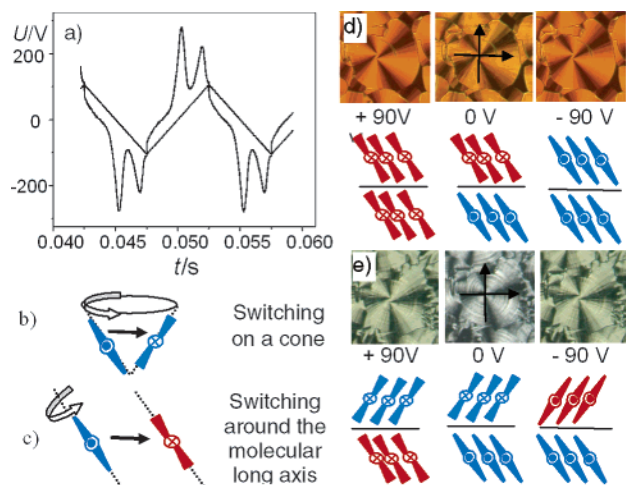 U/V
a)
200
0
-200
0.040
0.045
0.050
0.055
0.060
t/s
b)
Switching
on a cone
c)
Switching
around the
molecular
long axis
d)
+ 90V
0 V
- 90 V
e)
+ 90V
0 V
- 90 V